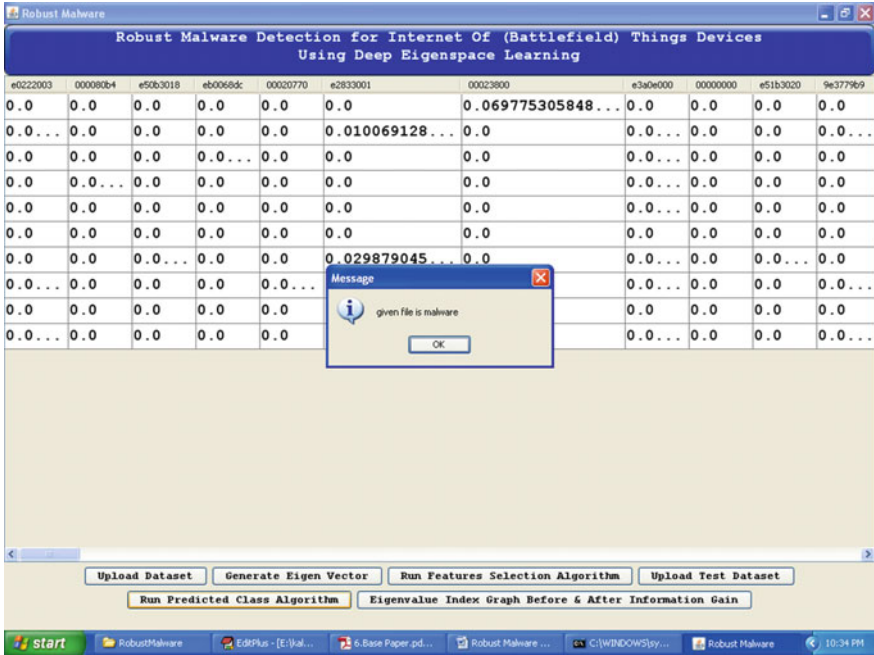 Robust Malware
Robust Malware Detection for Internet Of (Battlefield) Things Devices
Using Deep Eigenspace Learning
e0222003 000080b4 e50b3018 eb0068dc 00020770 e2833001 00023800 e3a0e000 00000000 e51b3020 9e3779b9
0.0 0.0 0.0 0.0 0.0 0.0 0.069775305848... 0.0 0.0 0.0 0.0
0.0... 0.0 0.0 0.0 0.0 0.010069128... 0.0 0.0... 0.0 0.0 0.0...
0.0 0.0 0.0 0.0... 0.0 0.0 0.0 0.0... 0.0 0.0 0.0
0.0 0.0... 0.0 0.0 0.0 0.0 0.0 0.0... 0.0 0.0 0.0
0.0 0.0 0.0 0.0 0.0 0.0 0.0 0.0... 0.0 0.0 0.0
0.0 0.0 0.0 0.0 0.0 0.0 0.0 0.0 0.0 0.0 0.0
0.0 0.0 0.0... 0.0 0.0 0.029879045... 0.0 0.0... 0.0 0.0... 0.0
0.0... 0.0 0.0 0.0 0.0... 0.0... 0.0 0.0 0.0...
0.0 0.0 0.0 0.0 0.0 0.0 0.0 0.0 0.0
0.0... 0.0 0.0 0.0 0.0 0.0... 0.0 0.0 0.0...
Message
given file is malware
OK
Upload Dataset Generate Eigen Vector Run Features Selection Algorithm Upload Test Dataset
Run Predicted Class Algorithm Eigenvalue Index Graph Before & After Information Gain
start RobustMalware EditPlus - [E:\kal... 6.Base Paper.pd... Robust Malware ... C:\WINDOWS\sy... Robust Malware 10:34 PM